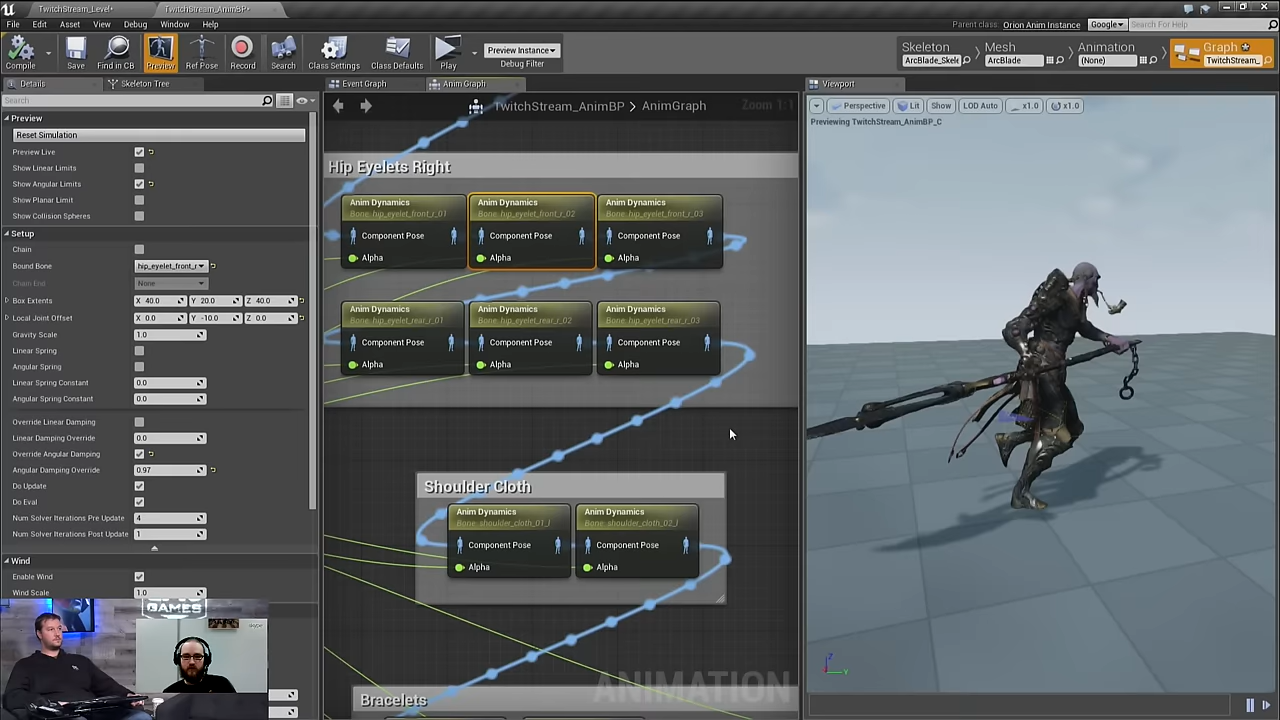 TwitchStream_Level*
TwitchStream_AnimBP*
File Edit Asset View Debug Window Help
Parent class: Orion Anim Instance
Google
Search For Help
Compile
Save
Find in CB
Preview
Ref Pose
Record
Search
Class Settings
Class Defaults
Play
Preview Instance
Debug Filter
Skeleton
ArcBlade_Skele
Mesh
ArcBlade
Animation
(None)
Graph
TwitchStream_
Details
Skeleton Tree
Search
Preview
Reset Simulation
Preview Live
Show Linear Limits
Show Angular Limits
Show Planar Limit
Show Collision Spheres
Setup
Chain
Bound Bone hip_eyelet_front_r
Chain End None
Box Extents X 40.0 Y 20.0 Z 40.0
Local Joint Offset X 0.0 Y -10.0 Z 0.0
Gravity Scale 1.0
Linear Spring
Angular Spring
Linear Spring Constant 0.0
Angular Spring Constant 0.0
Override Linear Damping
Linear Damping Override 0.0
Override Angular Damping
Angular Damping Override 0.97
Do Update
Do Eval
Num Solver Iterations Pre Update 4
Num Solver Iterations Post Update 1
Wind
Enable Wind
Wind Scale 1.0
GAMES
Event Graph
Anim Graph
TwitchStream_AnimBP > AnimGraph
Zoom 1:1
Hip Eyelets Right
Anim Dynamics
Bone: hip_eyelet_front_r_01
Component Pose
Alpha
Anim Dynamics
Bone: hip_eyelet_front_r_02
Component Pose
Alpha
Anim Dynamics
Bone: hip_eyelet_front_r_03
Component Pose
Alpha
Anim Dynamics
Bone: hip_eyelet_rear_r_01
Component Pose
Alpha
Anim Dynamics
Bone: hip_eyelet_rear_r_02
Component Pose
Alpha
Anim Dynamics
Bone: hip_eyelet_rear_r_03
Component Pose
Alpha
Shoulder Cloth
Anim Dynamics
Bone: shoulder_cloth_01_l
Component Pose
Alpha
Anim Dynamics
Bone: shoulder_cloth_02_l
Component Pose
Alpha
Bracelets
ANIMATION
Viewport
Perspective
Lit
Show
LOD Auto
x1.0
x1.0
Previewing TwitchStream_AnimBP_C
Z
Y